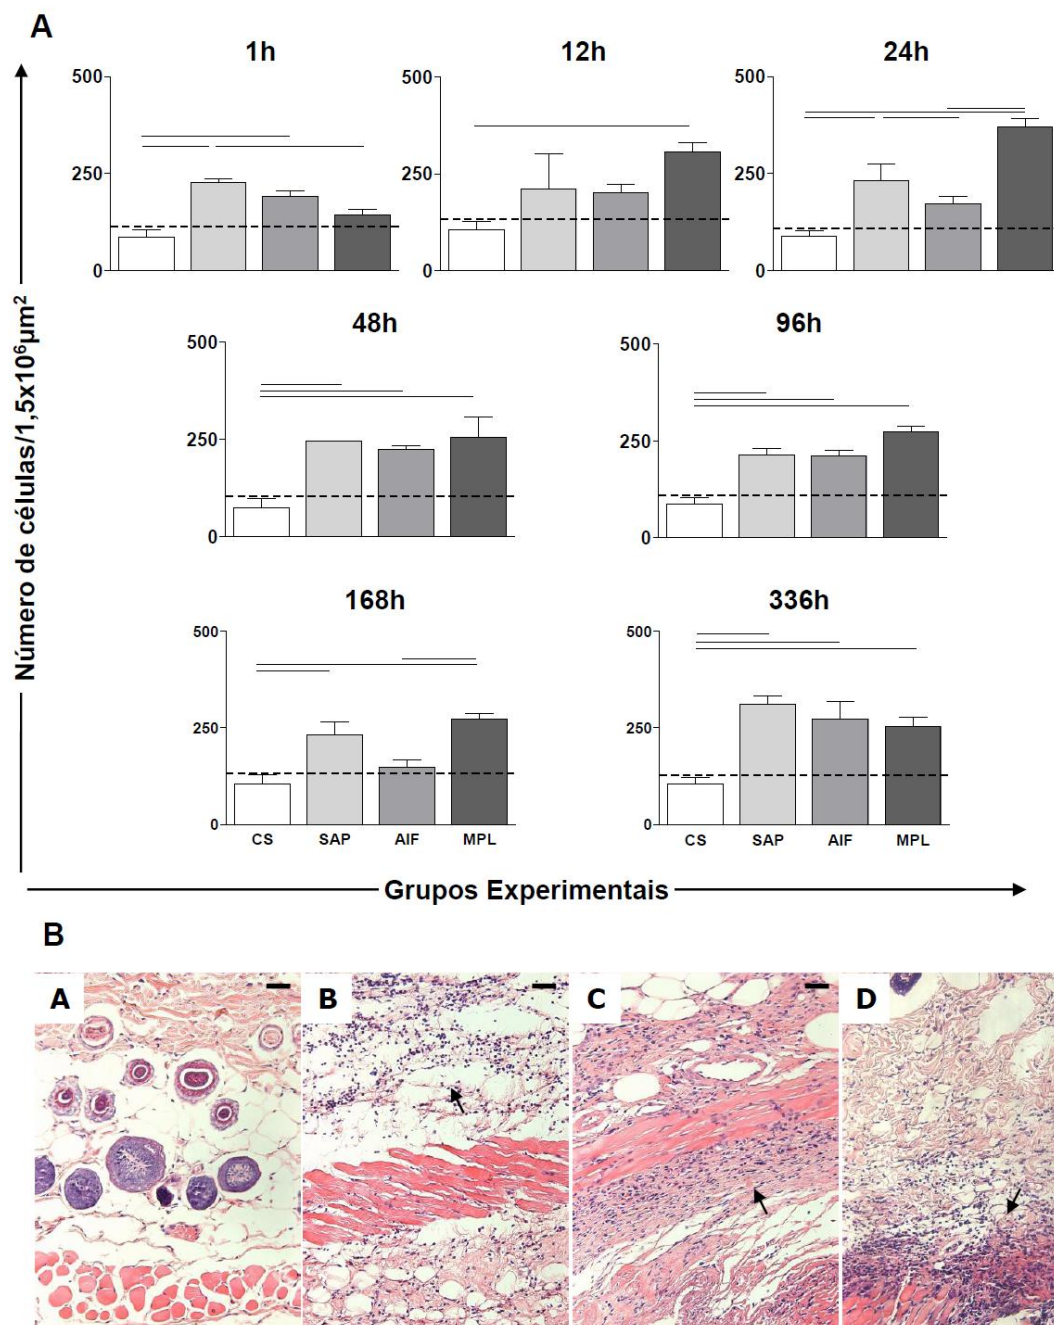 A
1h
12h
24h
500
250
0
500
250
0
500
250
0
Número de células/1,5x10⁶µm²
48h
96h
500
250
0
500
250
0
168h
336h
500
250
0
CS SAP AIF MPL
500
250
0
CS SAP AIF MPL
Grupos Experimentais
B
A
B
C
D